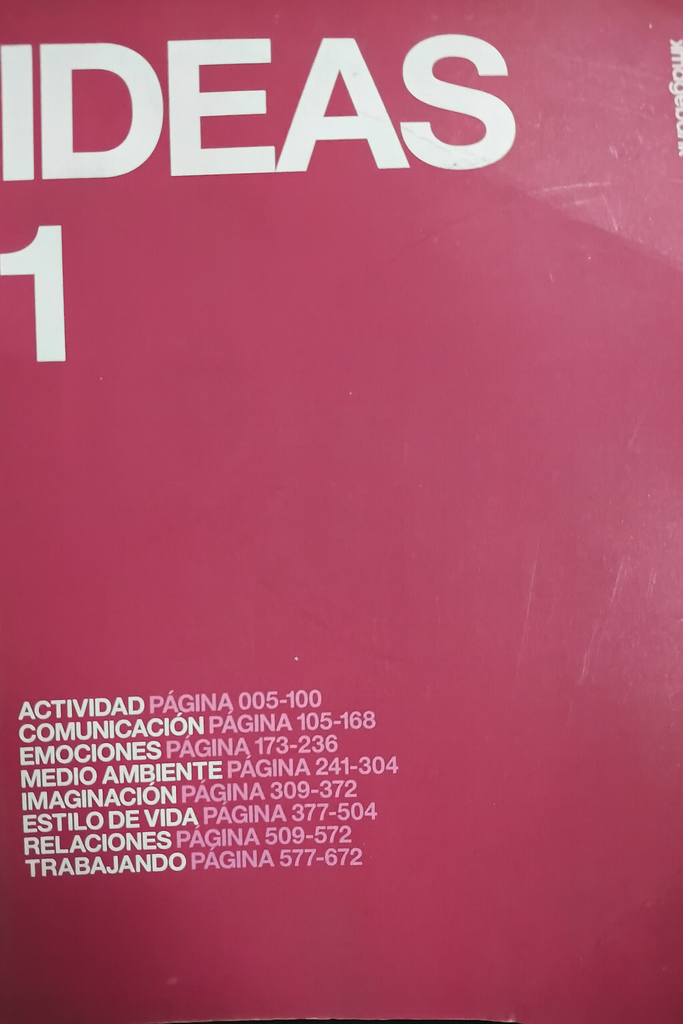 IDEAS
1
ACTIVIDAD PÁGINA 005-100
COMUNICACIÓN PÁGINA 105-168
EMOCIONES PÁGINA 173-236
MEDIO AMBIENTE PÁGINA 241-304
IMAGINACIÓN PÁGINA 309-372
ESTILO DE VIDA PÁGINA 377-504
RELACIONES PÁGINA 509-572
TRABAJANDO PÁGINA 577-672